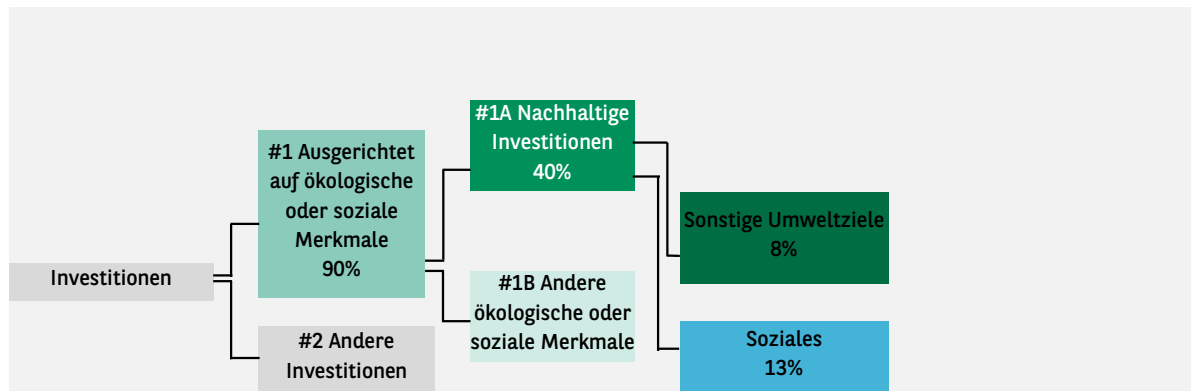 Investitionen
#1 Ausgerichtet
auf ökologische
oder soziale
Merkmale
90%
#2 Andere
Investitionen
#1A Nachhaltige
Investitionen
40%
#1B Andere
ökologische oder
soziale Merkmale
Sonstige Umweltziele
8%
Soziales
13%